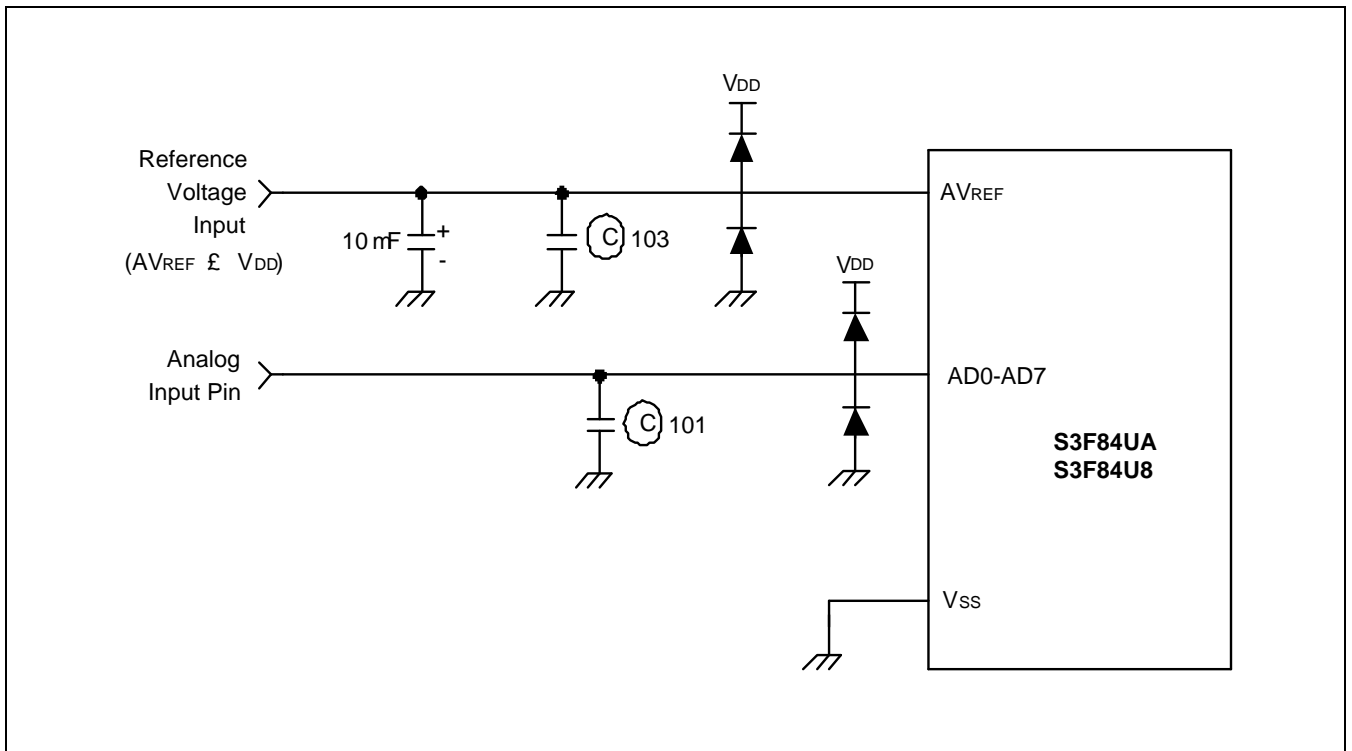 VDD
Reference
Voltage
Input
(AVREF £ VDD)
AVREF
10 mF
+
-
C 103
VDD
Analog
Input Pin
AD0-AD7
C 101
S3F84UA
S3F84U8
VSS